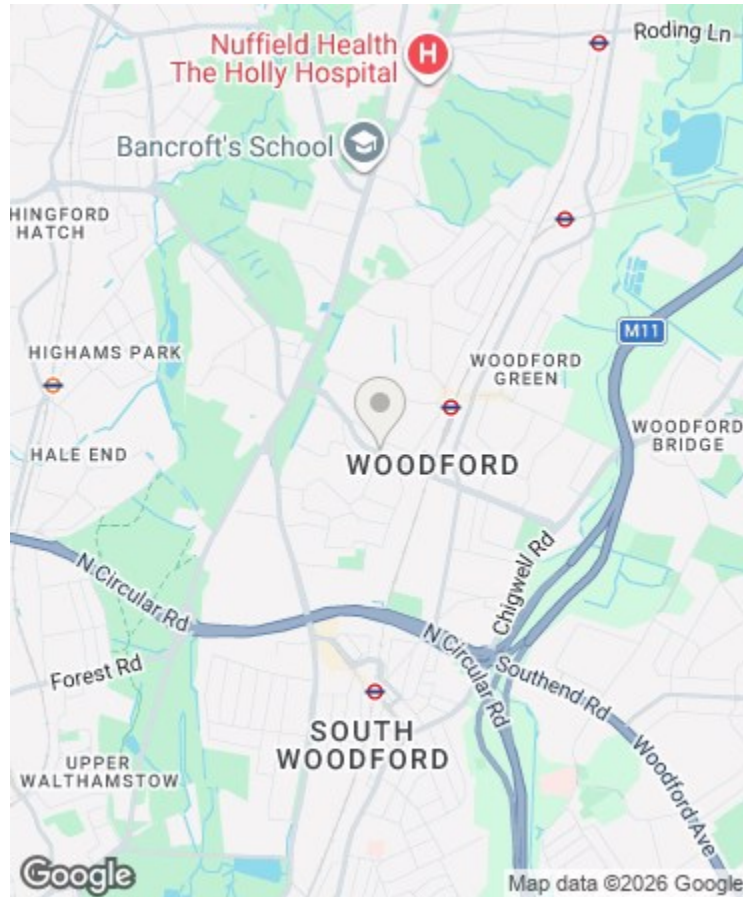 Roding Ln
Nuffield Health
The Holly Hospital
H
Bancroft's School
HINGFORD
HATCH
M11
HIGHAMS PARK
WOODFORD
GREEN
WOODFORD
BRIDGE
HALE END
WOODFORD
Chigwell Rd
N Circular Rd
N Circular Rd
Southend Rd
Forest Rd
SOUTH
WOODFORD
UPPER
WALTHAMSTOW
Woodford Ave
Google
Map data ©2026 Google